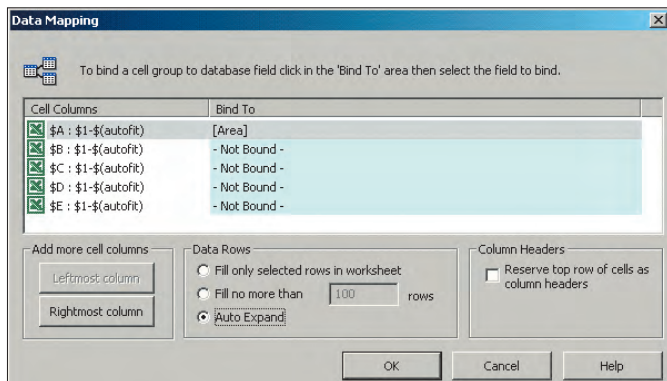 Data Mapping
To bind a cell group to database field click in the 'Bind To' area then select the field to bind.
Cell Columns Bind To
$A : $1-$(autofit) [Area]
$B : $1-$(autofit) - Not Bound -
$C : $1-$(autofit) - Not Bound -
$D : $1-$(autofit) - Not Bound -
$E : $1-$(autofit) - Not Bound -
Add more cell columns
Leftmost column
Rightmost column
Data Rows
Fill only selected rows in worksheet
Fill no more than 100 rows
Auto Expand
Column Headers
Reserve top row of cells as
column headers
OK Cancel Help